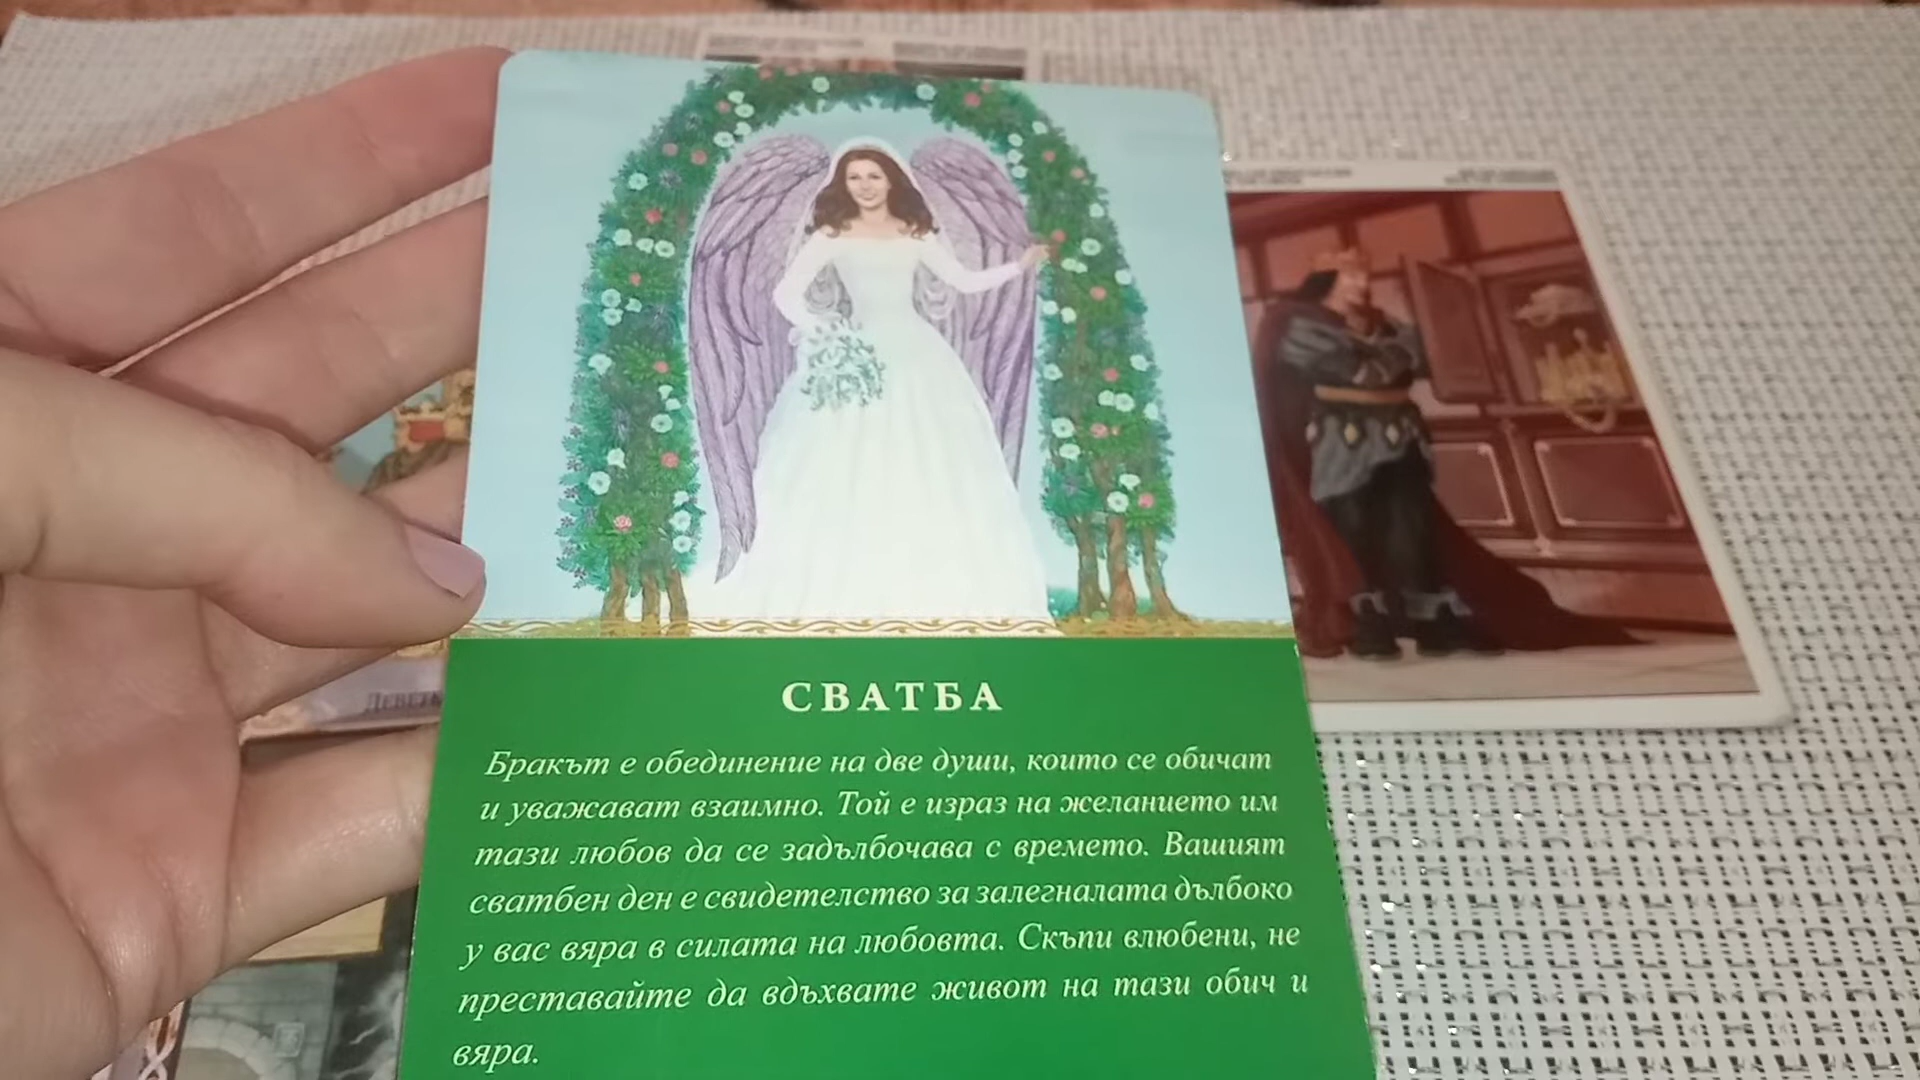 СВАТБА
Бракът е обединение на две души, които се обичат
и уважават взаимно. Той е израз на желанието им
тази любов да се задълбочава с времето. Вашият
сватбен ден е свидетелство за залегналата дълбоко
у вас вяра в силата на любовта. Скъпи влюбени, не
преставайте да вдъхвате живот на тази обич и
вяра.